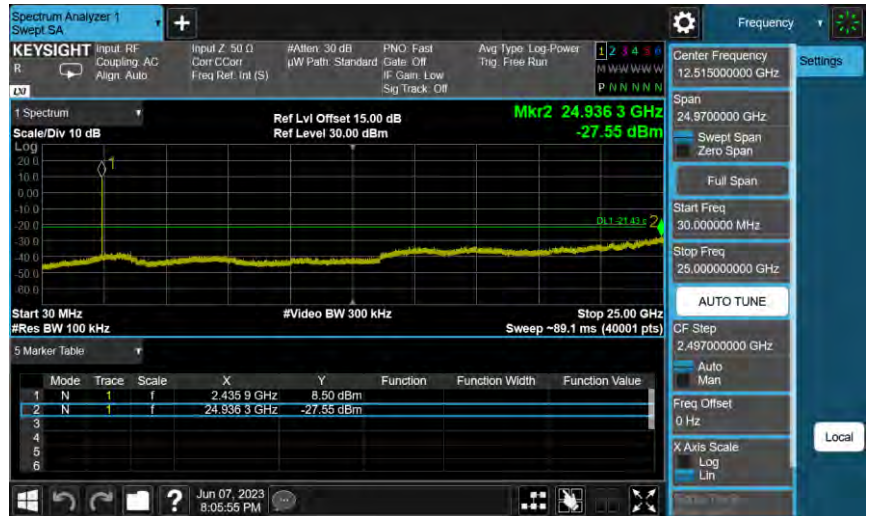 Spectrum Analyzer 1
Swept SA
+
Frequency
KEYSIGHT
R
LXI
Input: RF
Coupling: AC
Align: Auto
Input Z: 50 Ω
Corr CCorr
Freq Ref: Int (S)
#Atten: 30 dB
µW Path: Standard
PNO: Fast
Gate: Off
IF Gain: Low
Sig Track: Off
Avg Type: Log-Power
Trig: Free Run
1 2 3 4 5 6
M W W W W W
P N N N N N
Center Frequency
12.515000000 GHz
Settings
1 Spectrum
Scale/Div 10 dB
Ref Lvl Offset 15.00 dB
Ref Level 30.00 dBm
Mkr2 24.936 3 GHz
-27.55 dBm
Span
24.9700000 GHz
Swept Span
Zero Span
Full Span
Log
20.0
10.0
0.00
-10.0
-20.0
-30.0
-40.0
-50.0
-60.0
1
2
Start Freq
30.000000 MHz
Stop Freq
25.000000000 GHz
AUTO TUNE
Start 30 MHz
#Res BW 100 kHz
#Video BW 300 kHz
Stop 25.00 GHz
Sweep ~89.1 ms (40001 pts)
CF Step
2.497000000 GHz
Auto
Man
5 Marker Table
Mode Trace Scale X Y Function Function Width Function Value
1 N 1 f 2.435 9 GHz 8.50 dBm
2 N 1 f 24.936 3 GHz -27.55 dBm
3
4
5
6
Freq Offset
0 Hz
X Axis Scale
Log
Lin
Local
?
Jun 07, 2023
8:05:55 PM